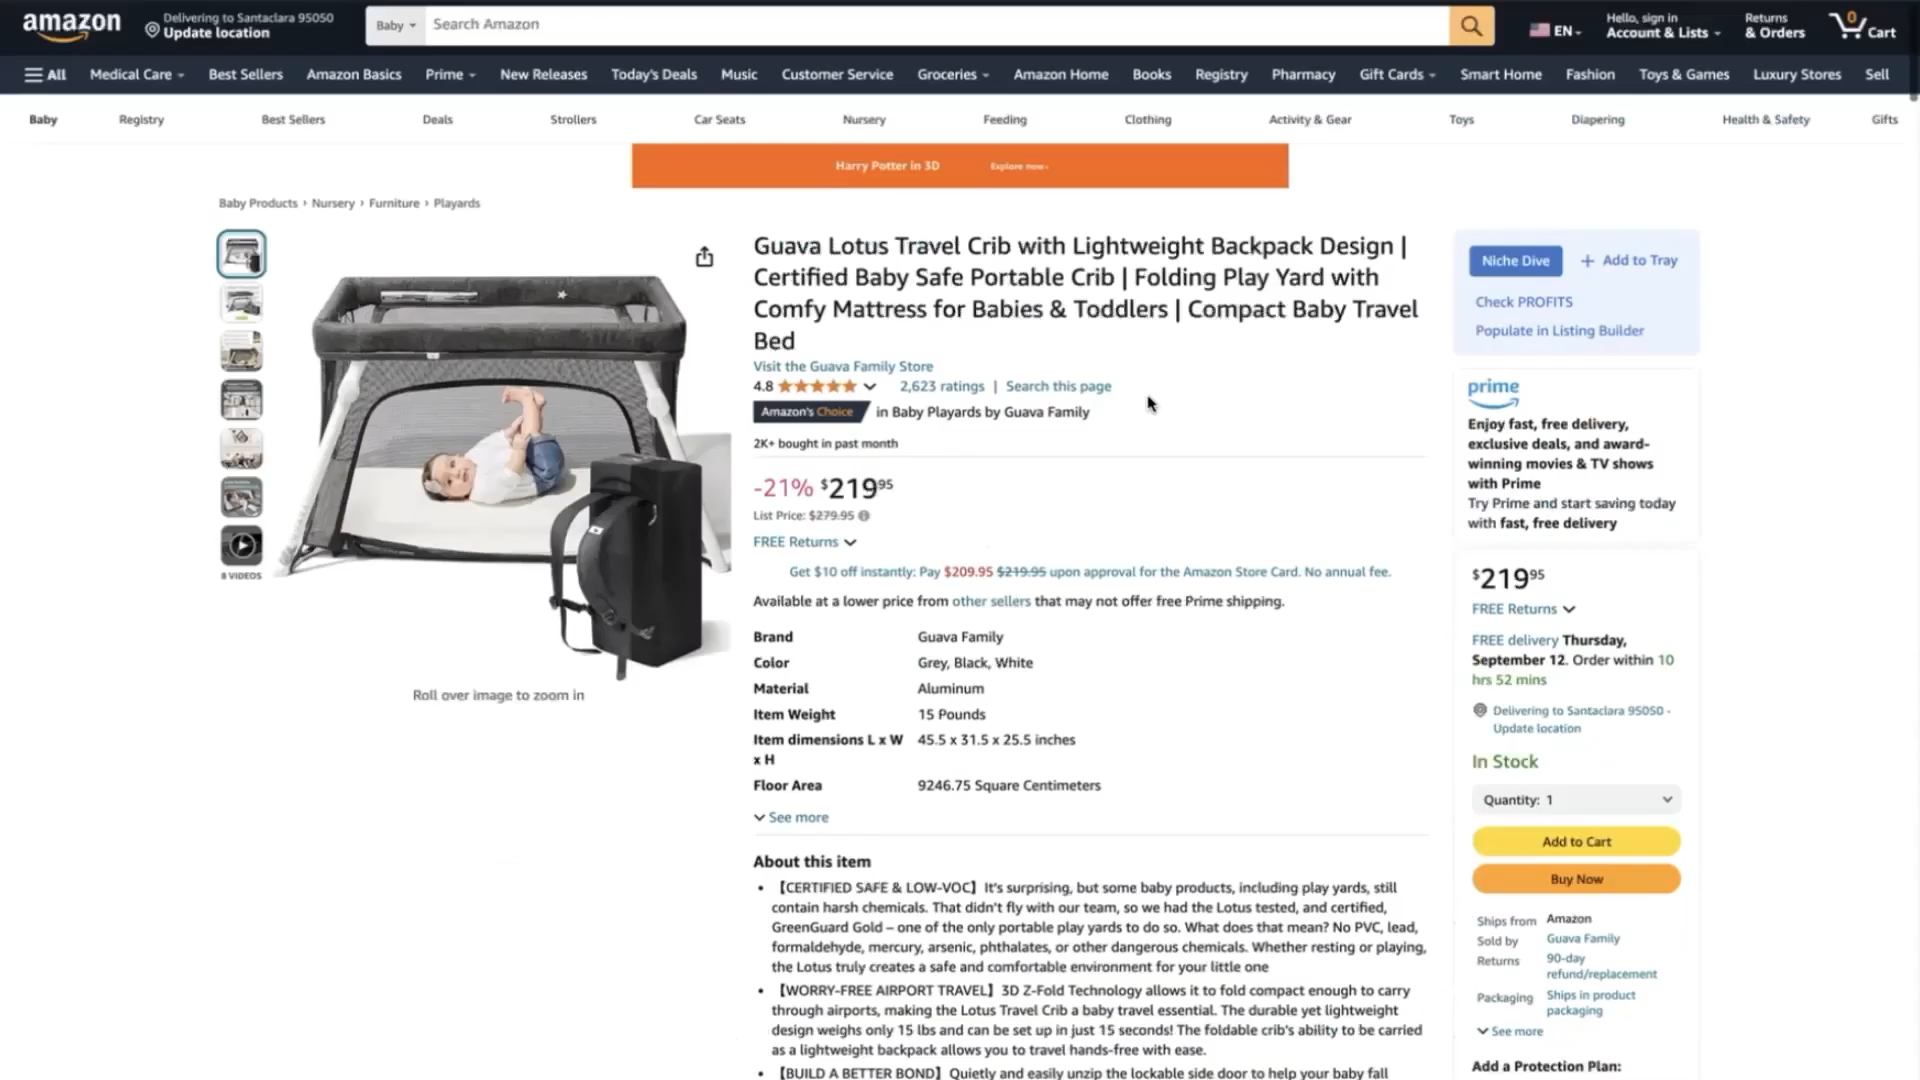 amazon
Delivering to Santaclara 95050
Update location
Baby
Search Amazon
EN
Hello, sign in
Account & Lists
Returns
& Orders
0
Cart
All
Medical Care
Best Sellers
Amazon Basics
Prime
New Releases
Today's Deals
Music
Customer Service
Groceries
Amazon Home
Books
Registry
Pharmacy
Gift Cards
Smart Home
Fashion
Toys & Games
Luxury Stores
Sell
Baby
Registry
Best Sellers
Deals
Strollers
Car Seats
Nursery
Feeding
Clothing
Activity & Gear
Toys
Diapering
Health & Safety
Gifts
Harry Potter in 3D
Explore now›
Baby Products › Nursery › Furniture › Playards
8 VIDEOS
Roll over image to zoom in
Guava Lotus Travel Crib with Lightweight Backpack Design |
Certified Baby Safe Portable Crib | Folding Play Yard with
Comfy Mattress for Babies & Toddlers | Compact Baby Travel
Bed
Visit the Guava Family Store
4.8
2,623 ratings | Search this page
Amazon's Choice in Baby Playards by Guava Family
2K+ bought in past month
-21% $219 95
List Price: $279.95
FREE Returns
Get $10 off instantly: Pay $209.95 $219.95 upon approval for the Amazon Store Card. No annual fee.
Available at a lower price from other sellers that may not offer free Prime shipping.
Brand Guava Family
Color Grey, Black, White
Material Aluminum
Item Weight 15 Pounds
Item dimensions L x W 45.5 x 31.5 x 25.5 inches
x H
Floor Area 9246.75 Square Centimeters
See more
About this item
• 【CERTIFIED SAFE & LOW-VOC】It's surprising, but some baby products, including play yards, still
contain harsh chemicals. That didn't fly with our team, so we had the Lotus tested, and certified,
GreenGuard Gold – one of the only portable play yards to do so. What does that mean? No PVC, lead,
formaldehyde, mercury, arsenic, phthalates, or other dangerous chemicals. Whether resting or playing,
the Lotus truly creates a safe and comfortable environment for your little one
• 【WORRY-FREE AIRPORT TRAVEL】3D Z-Fold Technology allows it to fold compact enough to carry
through airports, making the Lotus Travel Crib a baby travel essential. The durable yet lightweight
design weighs only 15 lbs and can be set up in just 15 seconds! The foldable crib's ability to be carried
as a lightweight backpack allows you to travel hands-free with ease.
• 【BUILD A BETTER BOND】Quietly and easily unzip the lockable side door to help your baby fall
Niche Dive
+ Add to Tray
Check PROFITS
Populate in Listing Builder
prime
Enjoy fast, free delivery,
exclusive deals, and award-
winning movies & TV shows
with Prime
Try Prime and start saving today
with fast, free delivery
$219 95
FREE Returns
FREE delivery Thursday,
September 12. Order within 10
hrs 52 mins
Delivering to Santaclara 95050 -
Update location
In Stock
Quantity: 1
Add to Cart
Buy Now
Ships from Amazon
Sold by Guava Family
Returns 90-day
refund/replacement
Packaging Ships in product
packaging
See more
Add a Protection Plan: